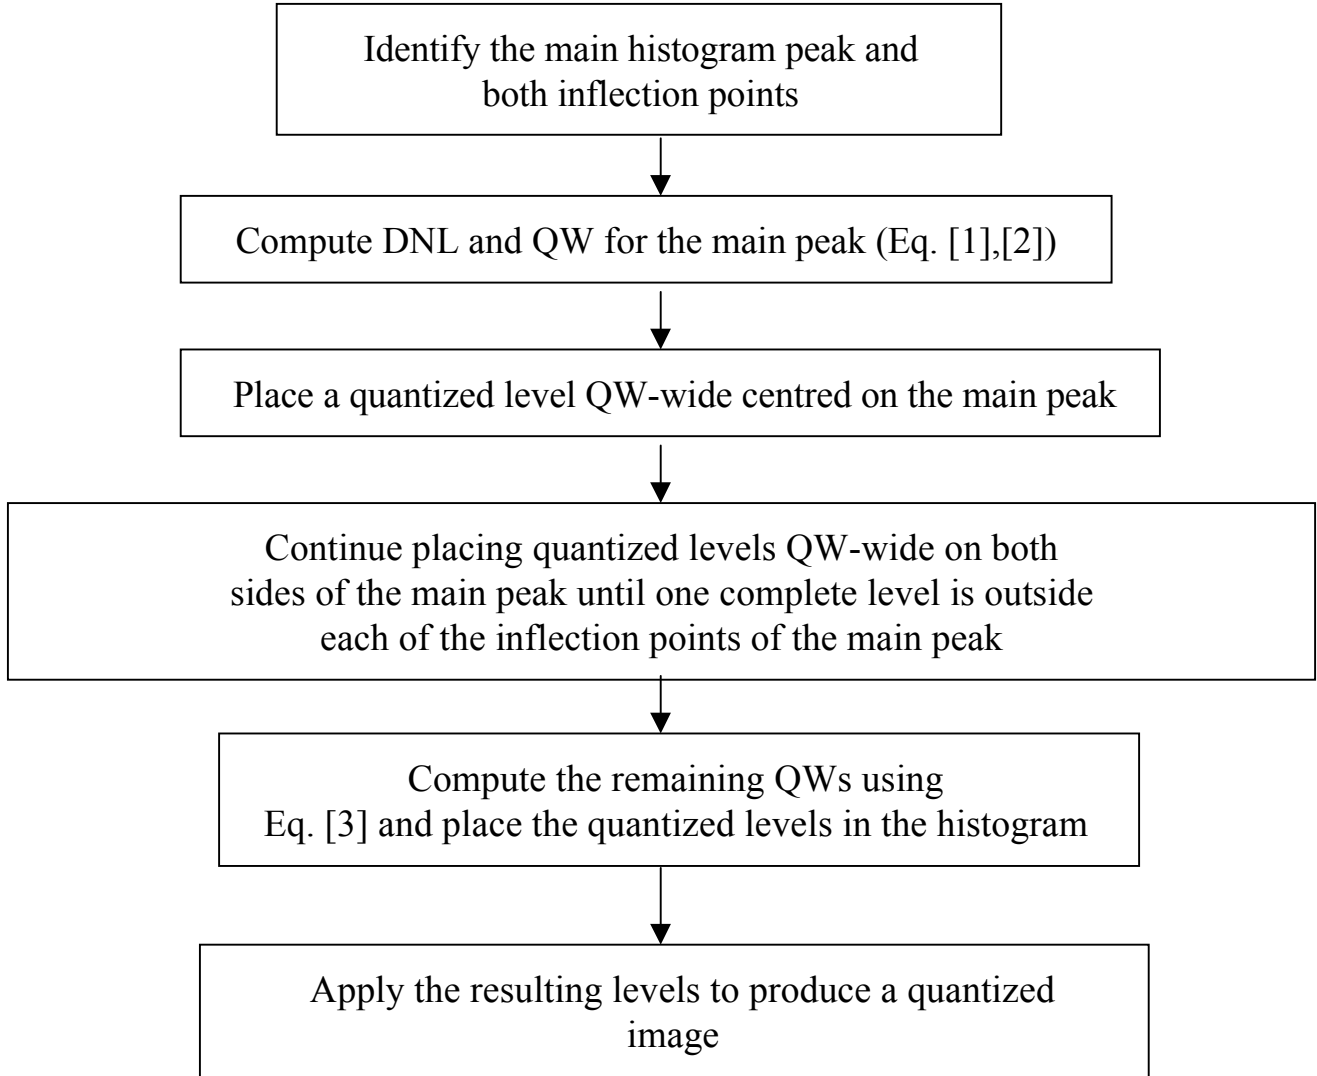 Identify the main histogram peak and
both inflection points
Compute DNL and QW for the main peak (Eq. [1],[2])
Place a quantized level QW-wide centred on the main peak
Continue placing quantized levels QW-wide on both
sides of the main peak until one complete level is outside
each of the inflection points of the main peak
Compute the remaining QWs using
Eq. [3] and place the quantized levels in the histogram
Apply the resulting levels to produce a quantized
image